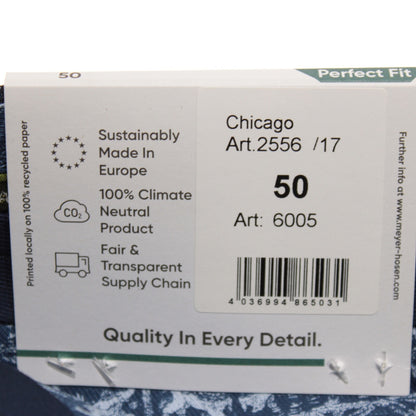 50
Perfect Fit
Sustainably
Made In
Europe
CO2
100% Climate
Neutral
Product
Fair &
Transparent
Supply Chain
Printed locally on 100% recycled paper
Chicago
Art.2556 /17
50
Art: 6005
4 036994 865031
Further info at www.meyer-hosen.com
Quality In Every Detail.